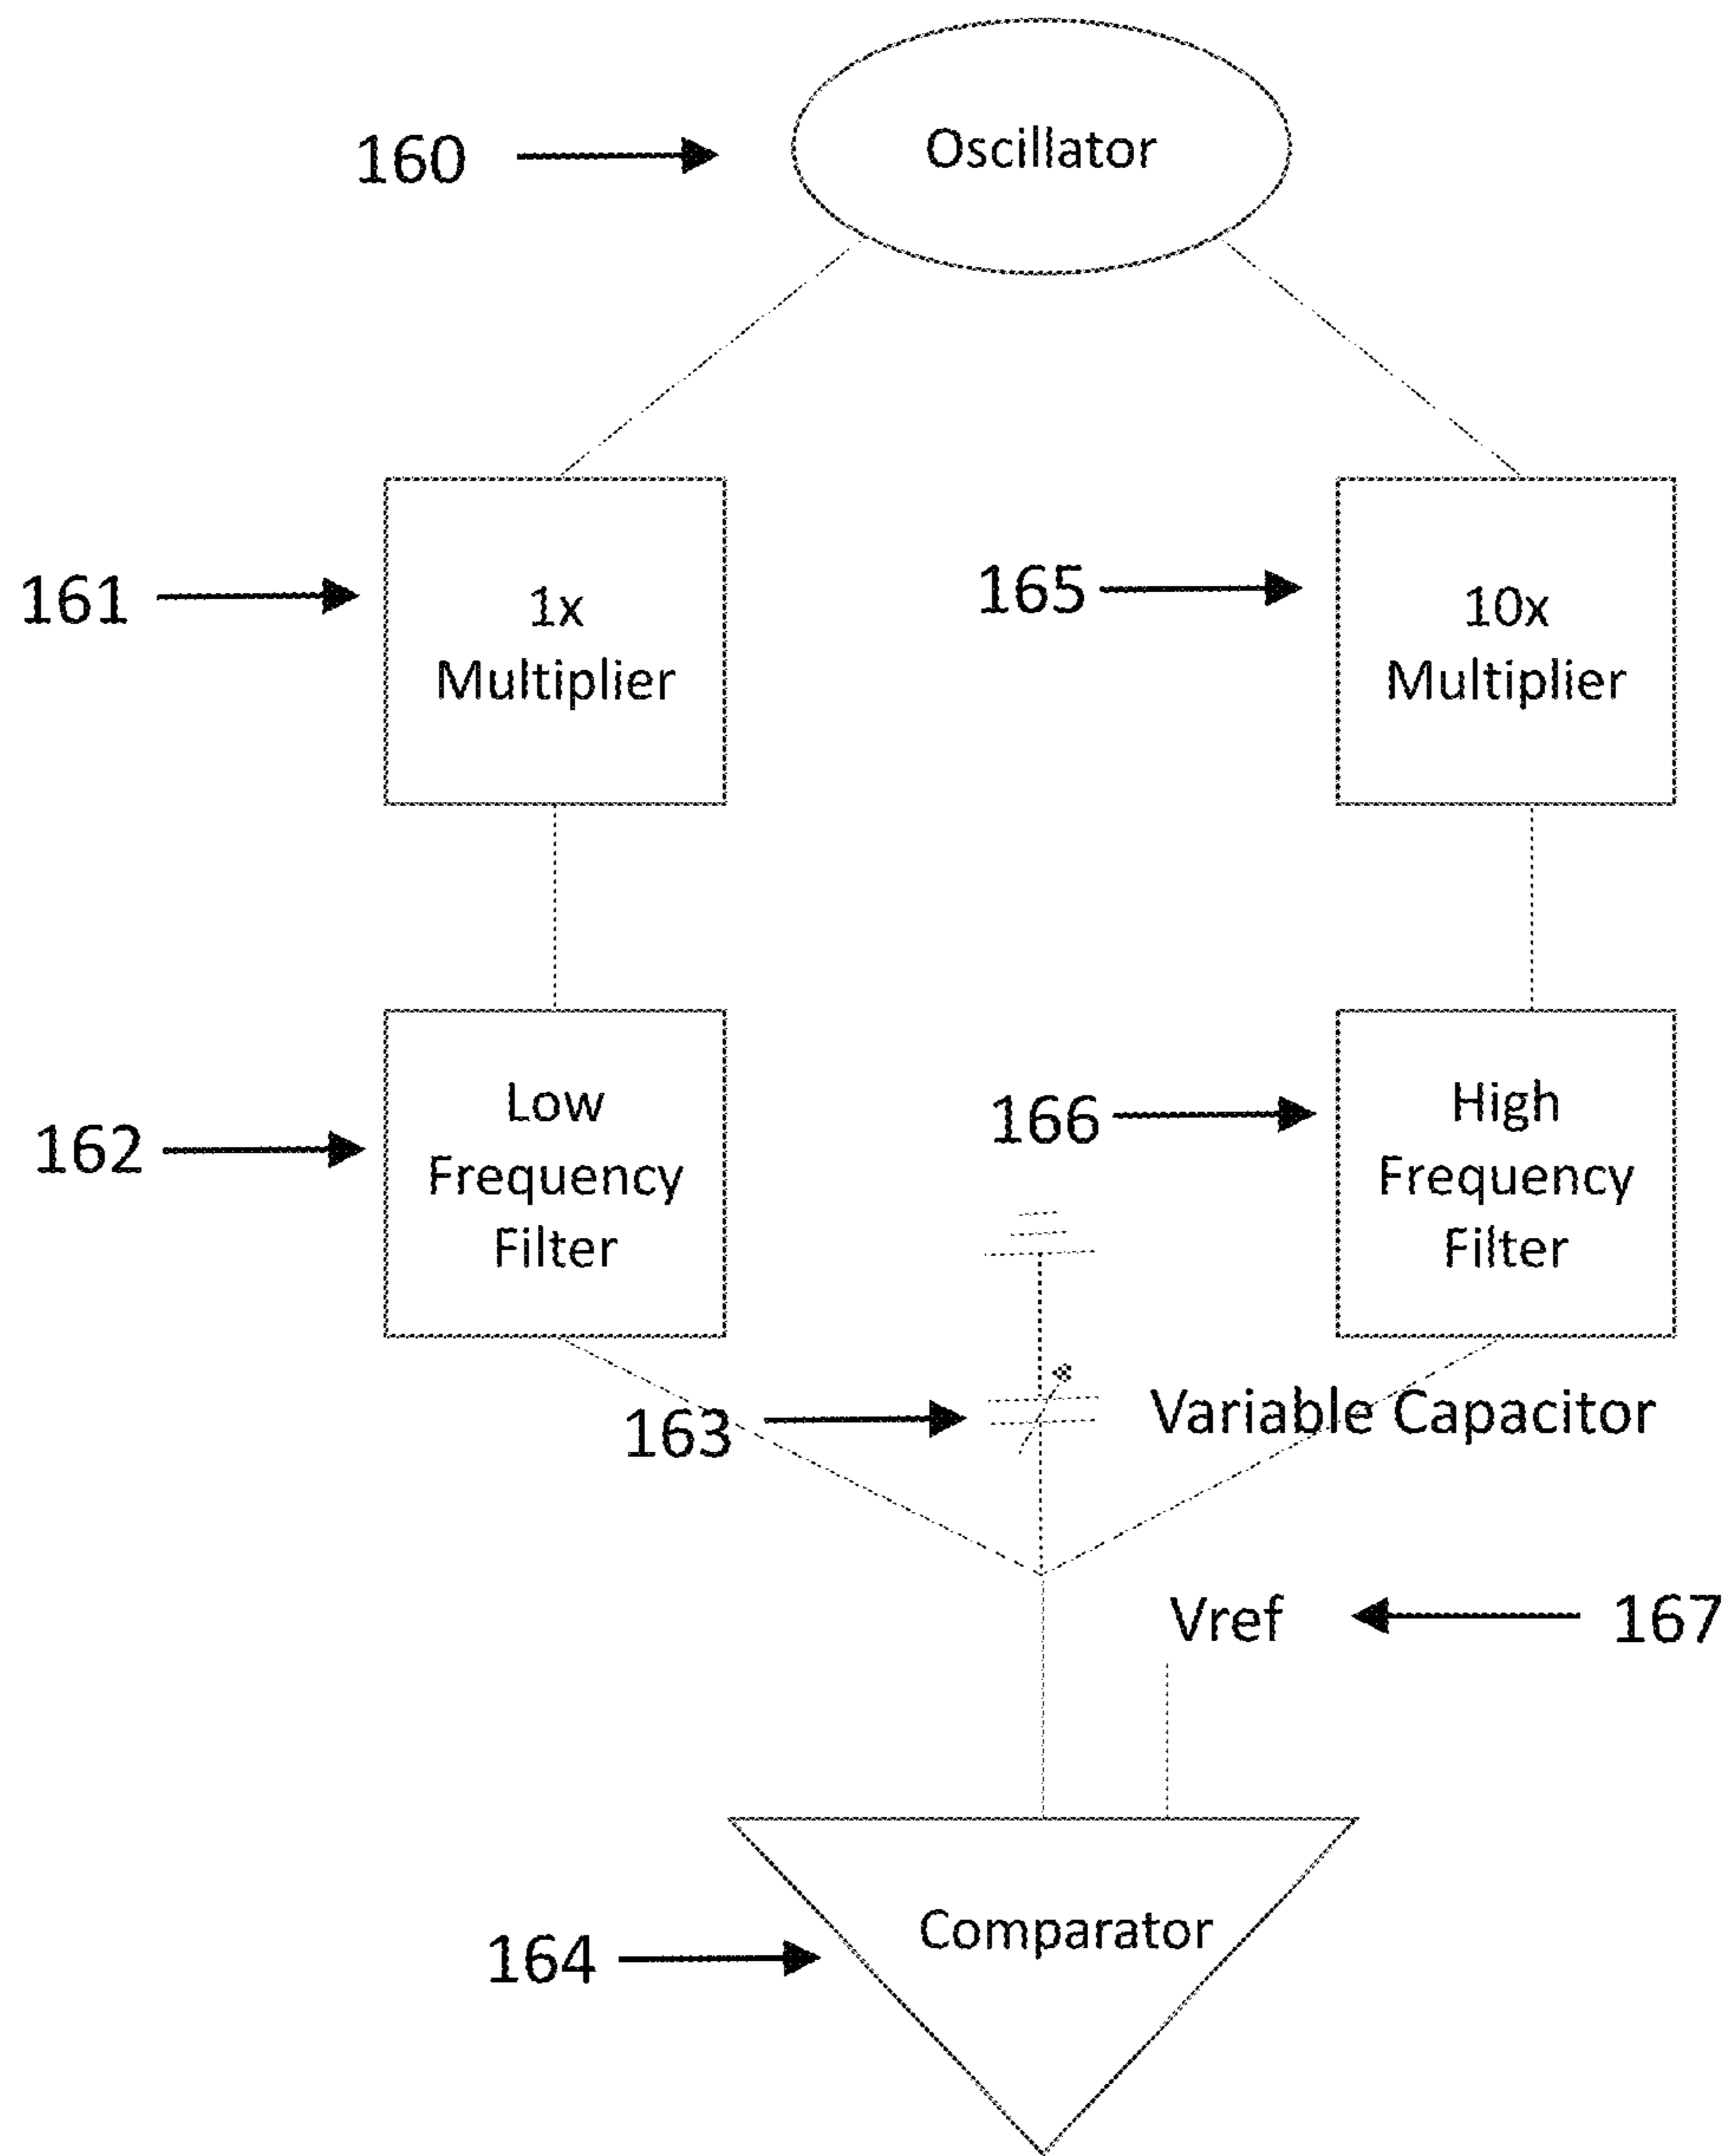 160
Oscillator
161
1x
Multiplier
165
10x
Multiplier
162
Low
Frequency
Filter
166
High
Frequency
Filter
163
Variable Capacitor
Vref
167
164
Comparator